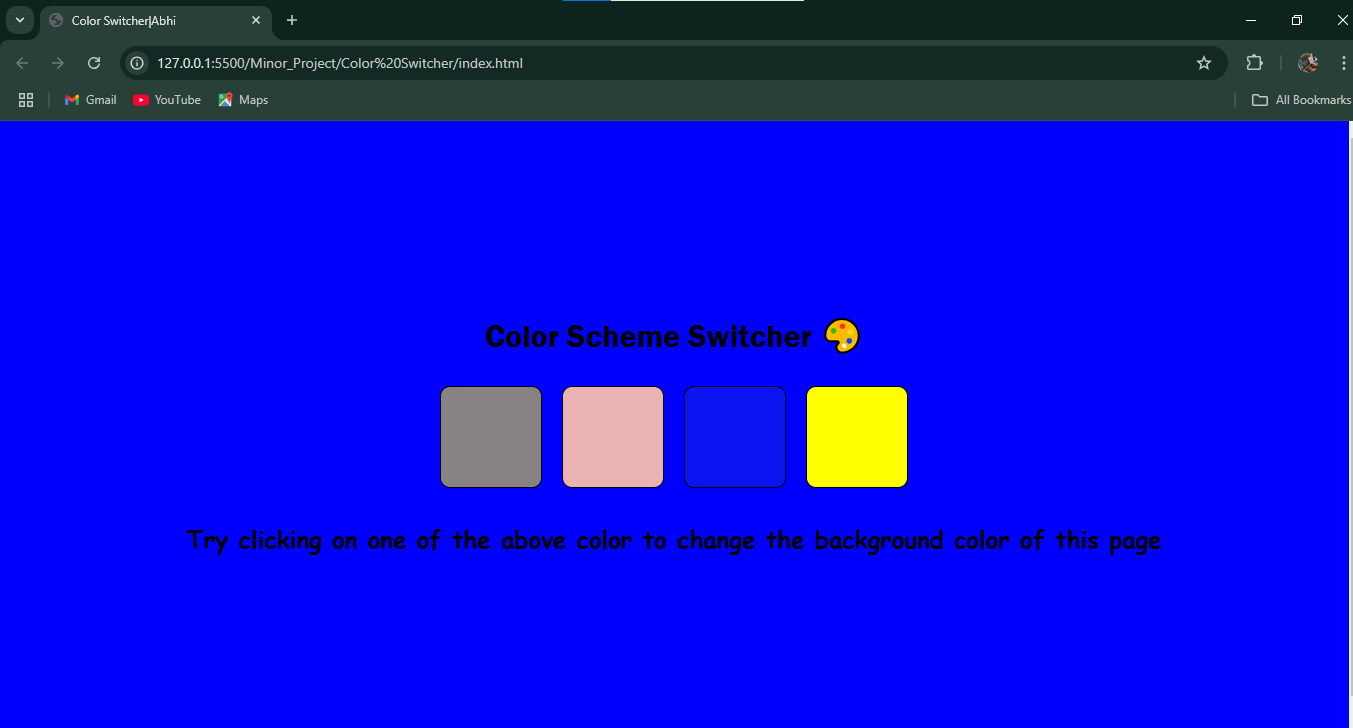 Color Switcher|Abhi
127.0.0.1:5500/Minor_Project/Color%20Switcher/index.html
Gmail YouTube Maps All Bookmarks
Color Scheme Switcher 🎨
Try clicking on one of the above color to change the background color of this page